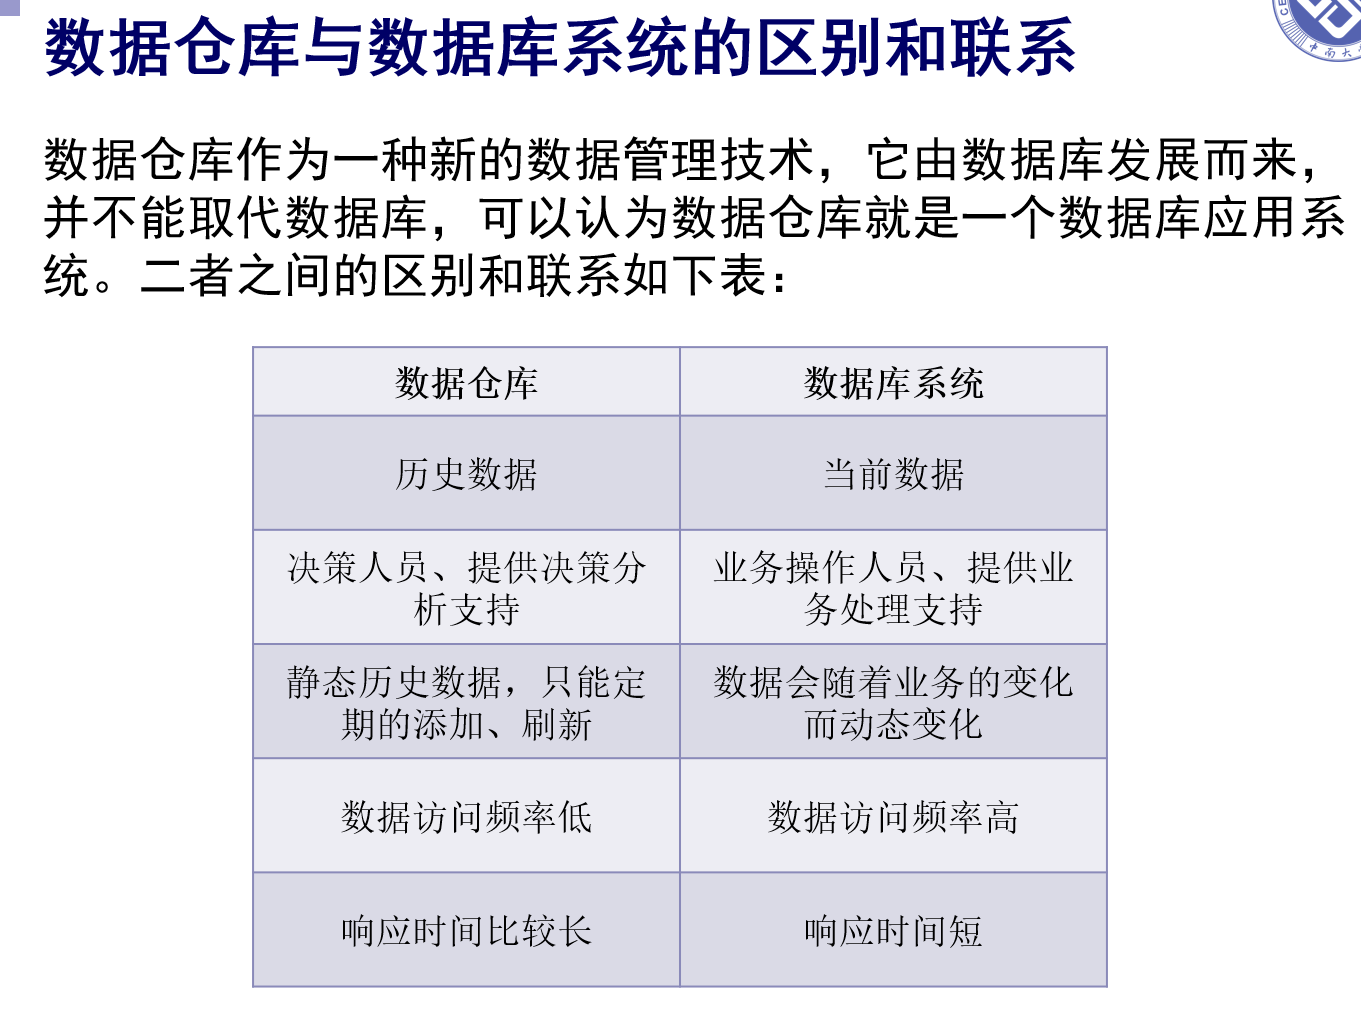 数据仓库与数据库系统的区别和联系
数据仓库作为一种新的数据管理技术，它由数据库发展而来，
并不能取代数据库，可以认为数据仓库就是一个数据库应用系
统。二者之间的区别和联系如下表：
数据仓库 数据库系统
历史数据 当前数据
决策人员、提供决策分
析支持
业务操作人员、提供业
务处理支持
静态历史数据，只能定
期的添加、刷新
数据会随着业务的变化
而动态变化
数据访问频率低 数据访问频率高
响应时间比较长 响应时间短
中南大